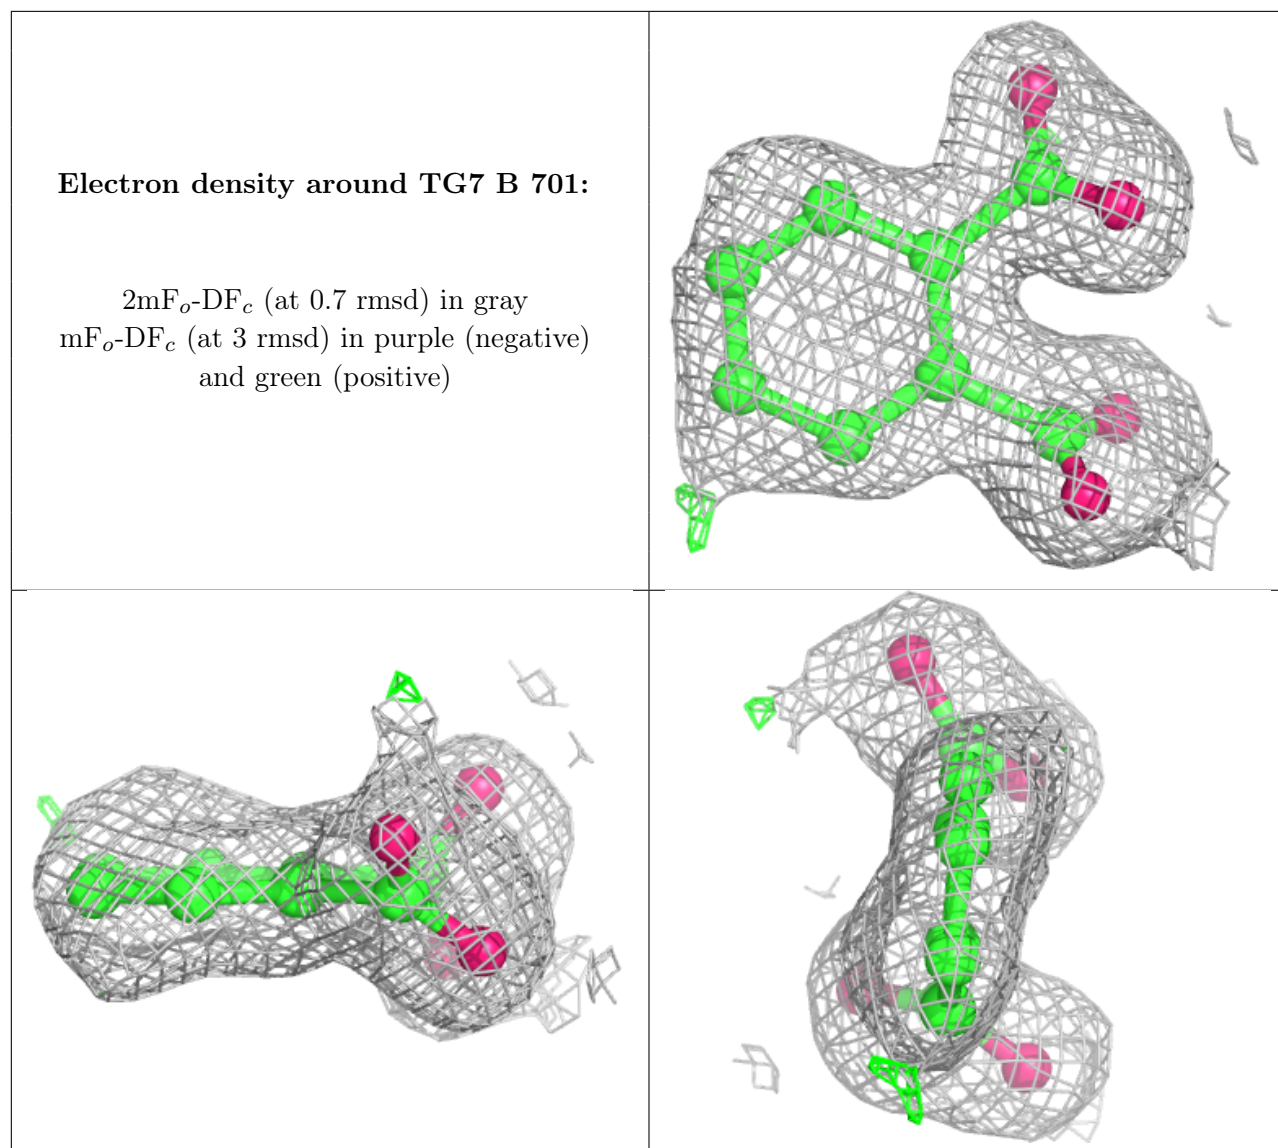 Electron density around TG7 B 701:
2mFo-DFc (at 0.7 rmsd) in gray
mFo-DFc (at 3 rmsd) in purple (negative)
and green (positive)